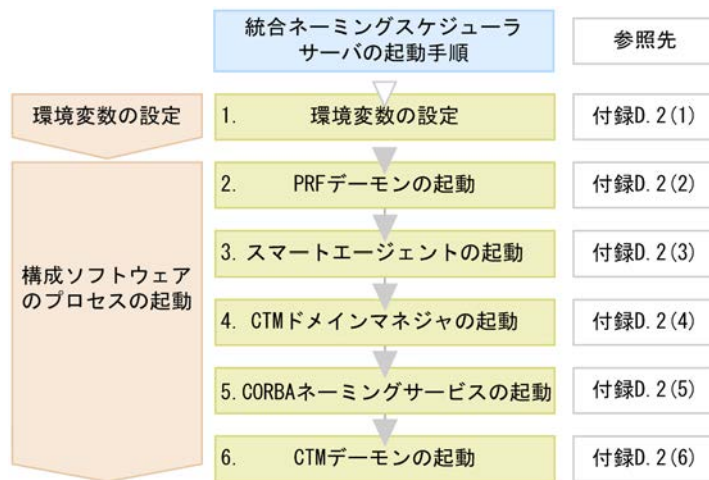 統合ネーミングスケジューラ
サーバの起動手順
参照先
環境変数の設定
1. 環境変数の設定
付録D.2(1)
構成ソフトウェア
のプロセスの起動
2. PRFデーモンの起動
付録D.2(2)
3. スマートエージェントの起動
付録D.2(3)
4. CTMドメインマネジャの起動
付録D.2(4)
5. CORBAネーミングサービスの起動
付録D.2(5)
6. CTMデーモンの起動
付録D.2(6)